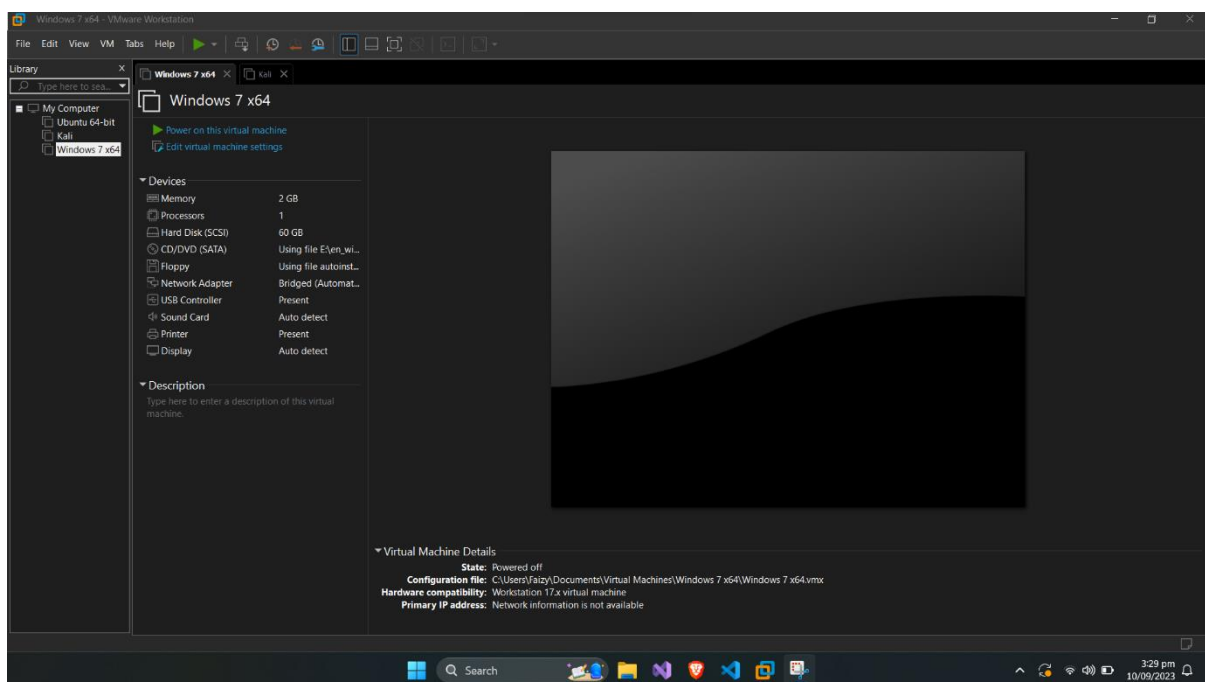 Windows 7 x64 - VMware Workstation
File Edit View VM Tabs Help
Library X
Type here to sea...
My Computer
Ubuntu 64-bit
Kali
Windows 7 x64
Windows 7 x64 Kali
Windows 7 x64
Power on this virtual machine
Edit virtual machine settings
Devices
Memory 2 GB
Processors 1
Hard Disk (SCSI) 60 GB
CD/DVD (SATA) Using file E:\en_wi...
Floppy Using file autoinst...
Network Adapter Bridged (Automat...
USB Controller Present
Sound Card Auto detect
Printer Present
Display Auto detect
Description
Type here to enter a description of this virtual
machine.
Virtual Machine Details
State: Powered off
Configuration file: C:\Users\Faizy\Documents\Virtual Machines\Windows 7 x64\Windows 7 x64.vmx
Hardware compatibility: Workstation 17.x virtual machine
Primary IP address: Network information is not available
Search
3:29 pm
10/09/2023